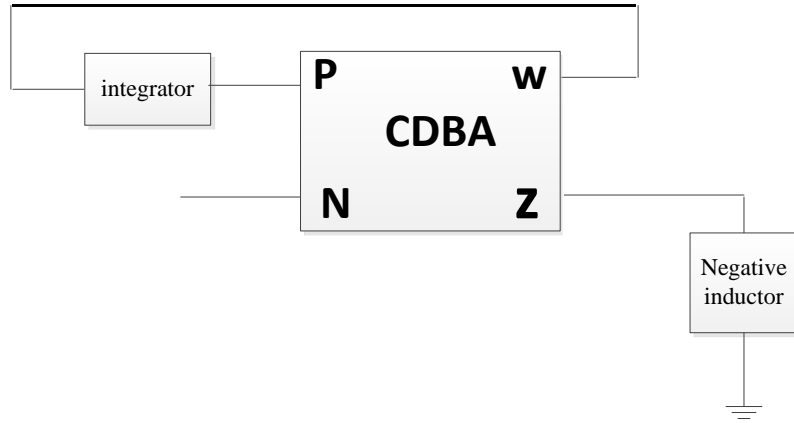 integrator
P
w
CDBA
N
Z
Negative
inductor